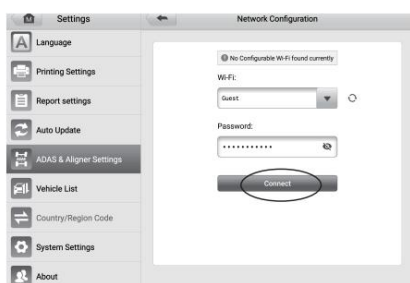 Settings
Network Configuration
Language
Printing Settings
Report settings
Auto Update
ADAS & Aligner Settings
Vehicle List
Country/Region Code
System Settings
About
No Configurable Wi-Fi found currently
Wi-Fi:
Guest
Password:
•••••••••••
Connect